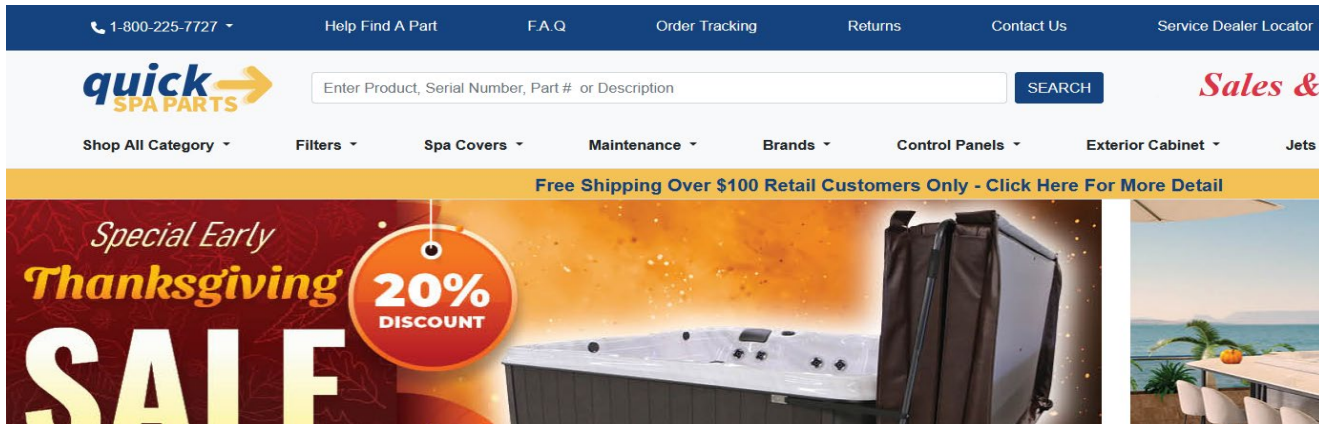 1-800-225-7727 Help Find A Part F.A.Q Order Tracking Returns Contact Us Service Dealer Locator
quick
SPA PARTS
Enter Product, Serial Number, Part # or Description SEARCH Sales &
Shop All Category Filters Spa Covers Maintenance Brands Control Panels Exterior Cabinet Jets
Free Shipping Over $100 Retail Customers Only - Click Here For More Detail
Special Early
Thanksgiving
SALE
20%
DISCOUNT